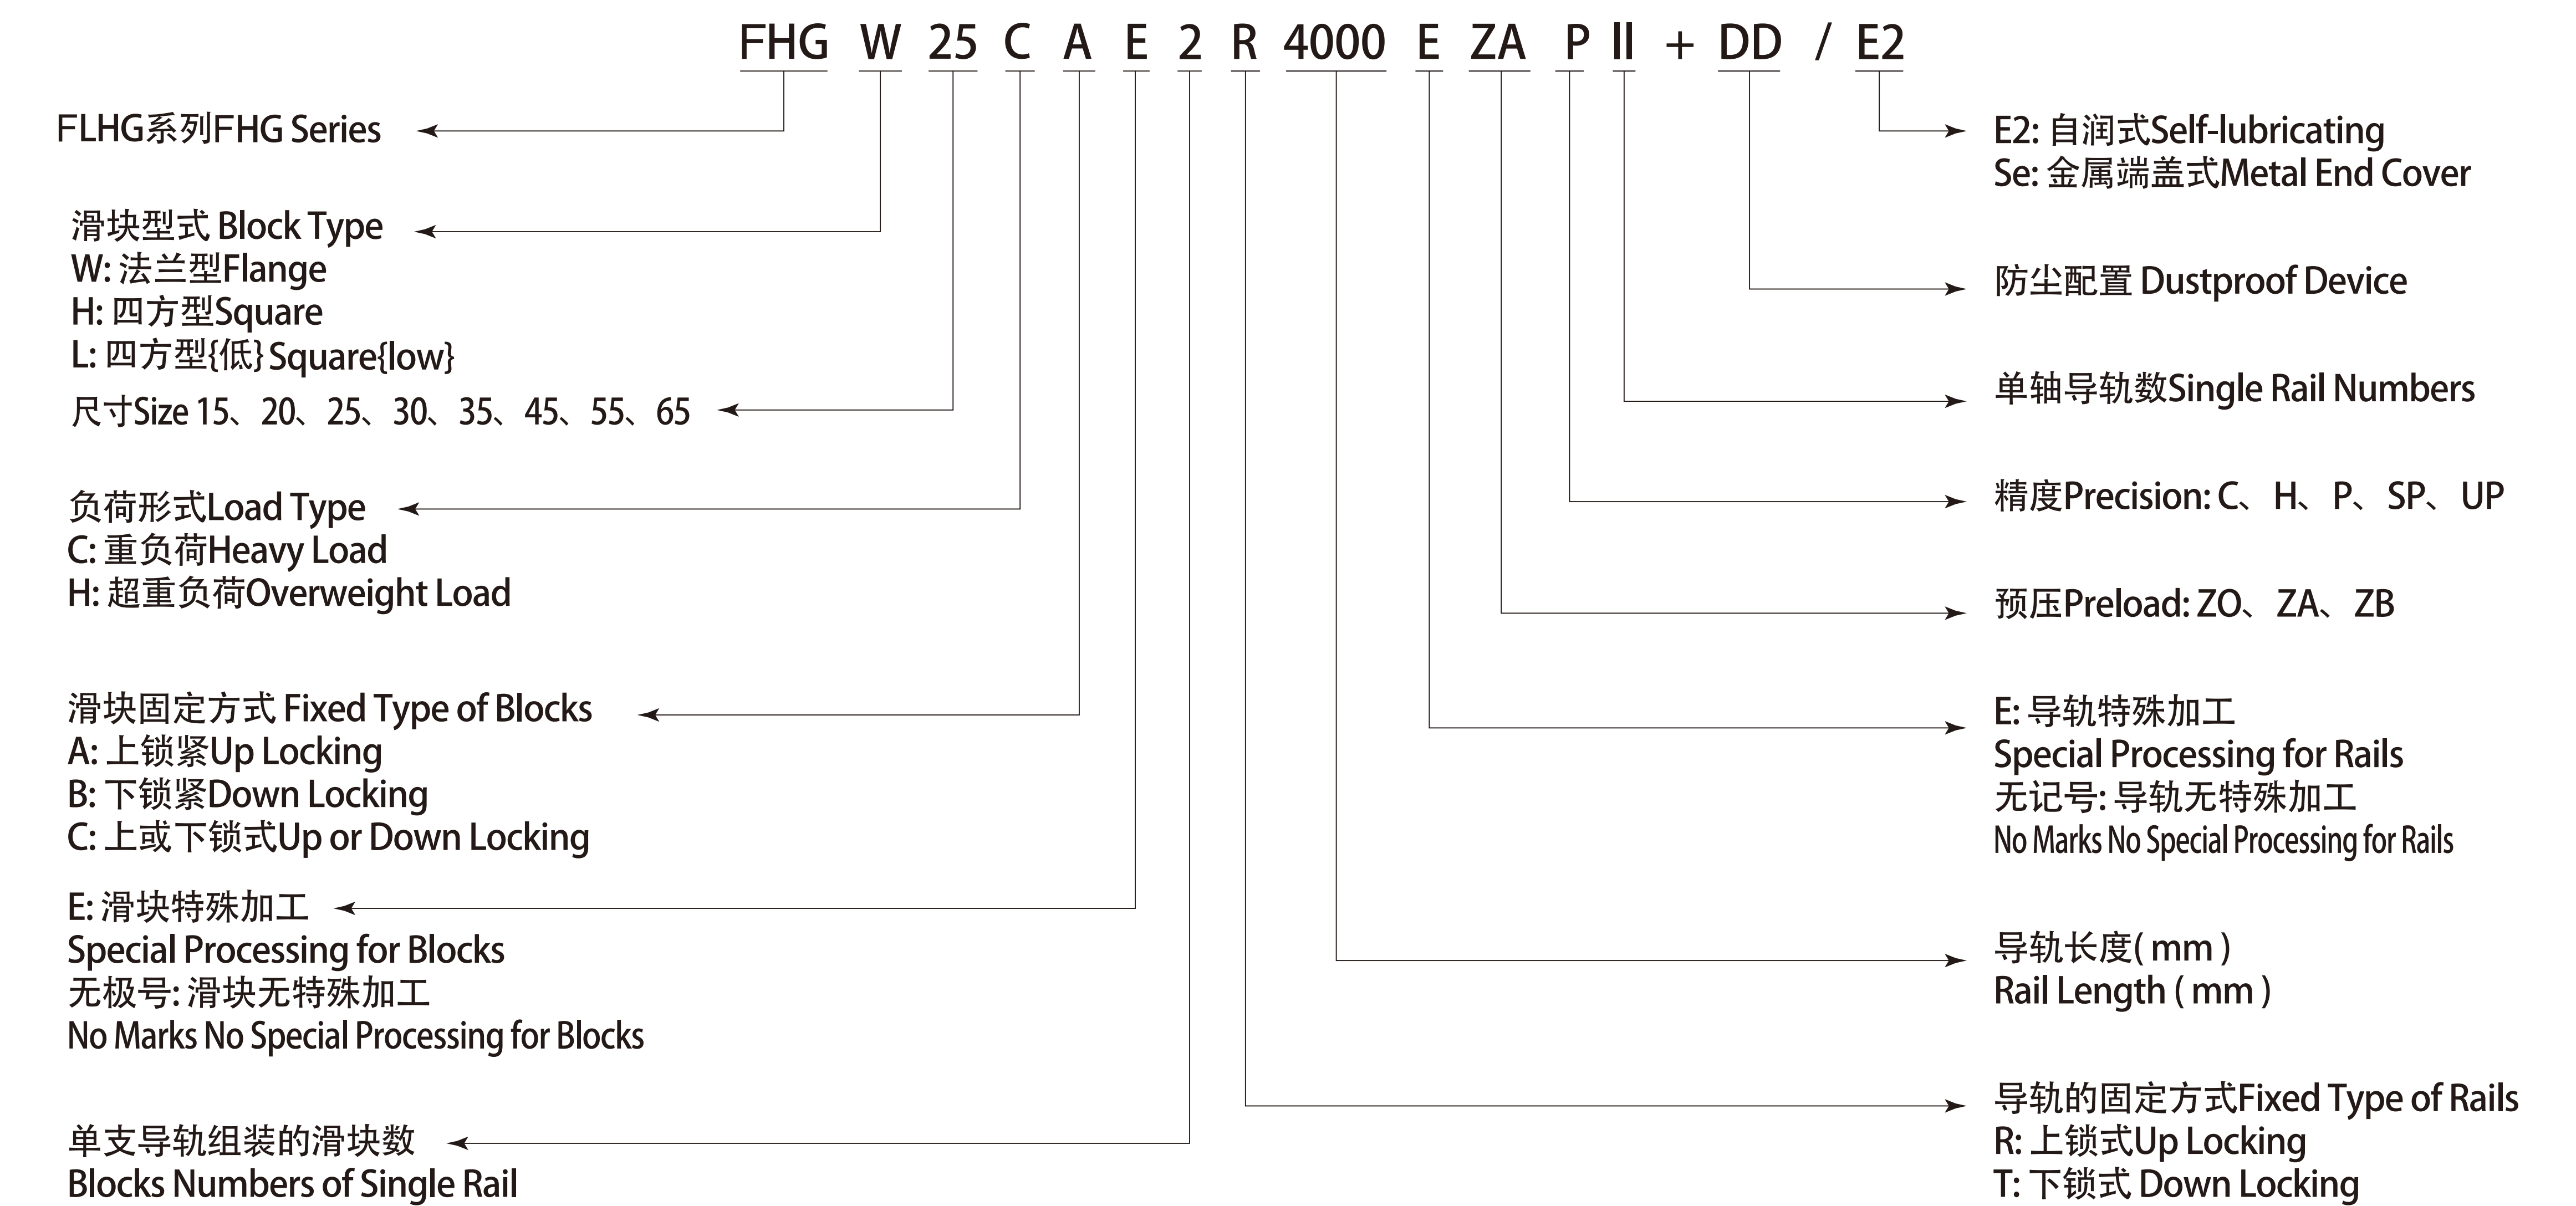 FHG W 25 C A E 2 R 4000 E ZA P II + DD / E2
FLHG系列FHG Series
滑块型式 Block Type
W: 法兰型Flange
H: 四方型Square
L: 四方型{低}Square{low}
尺寸Size 15、20、25、30、35、45、55、65
负荷形式Load Type
C: 重负荷Heavy Load
H: 超重负荷Overweight Load
滑块固定方式 Fixed Type of Blocks
A: 上锁紧Up Locking
B: 下锁紧Down Locking
C: 上或下锁式Up or Down Locking
E: 滑块特殊加工
Special Processing for Blocks
无极号: 滑块无特殊加工
No Marks No Special Processing for Blocks
单支导轨组装的滑块数
Blocks Numbers of Single Rail
E2: 自润式Self-lubricating
Se: 金属端盖式Metal End Cover
防尘配置 Dustproof Device
单轴导轨数Single Rail Numbers
精度Precision: C、H、P、SP、UP
预压Preload: ZO、ZA、ZB
E: 导轨特殊加工
Special Processing for Rails
无记号: 导轨无特殊加工
No Marks No Special Processing for Rails
导轨长度( mm )
Rail Length ( mm )
导轨的固定方式Fixed Type of Rails
R: 上锁式Up Locking
T: 下锁式 Down Locking